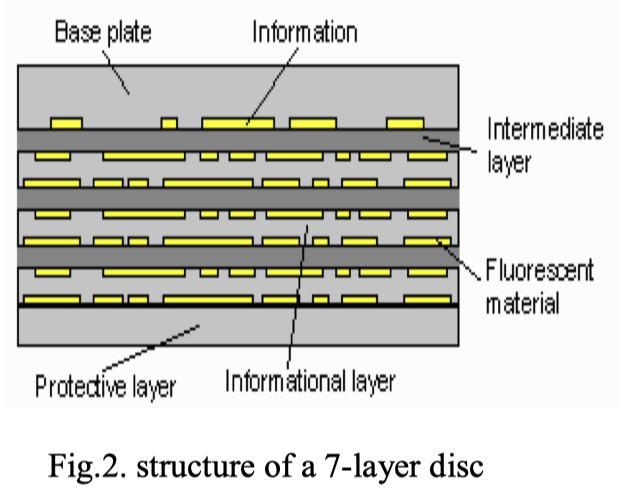 Base plate
Information
Intermediate
layer
Fluorescent
material
Protective layer
Informational layer
Fig.2. structure of a 7-layer disc